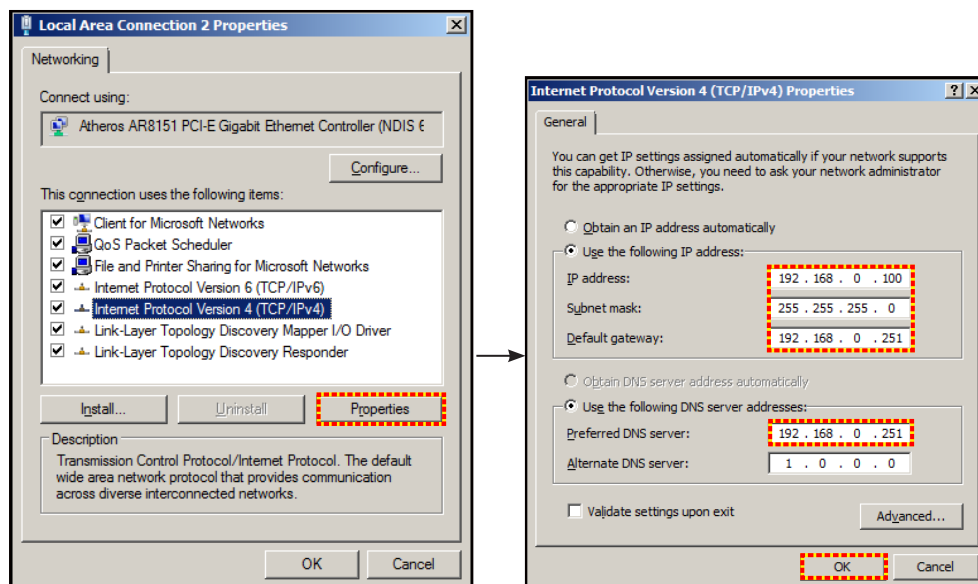 Local Area Connection 2 Properties
Networking
Connect using:
Atheros AR8151 PCI-E Gigabit Ethernet Controller (NDIS 6
Configure...
This connection uses the following items:
Client for Microsoft Networks
QoS Packet Scheduler
File and Printer Sharing for Microsoft Networks
Internet Protocol Version 6 (TCP/IPv6)
Internet Protocol Version 4 (TCP/IPv4)
Link-Layer Topology Discovery Mapper I/O Driver
Link-Layer Topology Discovery Responder
Install...
Uninstall
Properties
Description
Transmission Control Protocol/Internet Protocol. The default
wide area network protocol that provides communication
across diverse interconnected networks.
OK
Cancel
Internet Protocol Version 4 (TCP/IPv4) Properties
General
You can get IP settings assigned automatically if your network supports
this capability. Otherwise, you need to ask your network administrator
for the appropriate IP settings.
Obtain an IP address automatically
Use the following IP address:
IP address: 192 . 168 . 0 . 100
Subnet mask: 255 . 255 . 255 . 0
Default gateway: 192 . 168 . 0 . 251
Obtain DNS server address automatically
Use the following DNS server addresses:
Preferred DNS server: 192 . 168 . 0 . 251
Alternate DNS server: 1 . 0 . 0 . 0
Validate settings upon exit
Advanced...
OK
Cancel